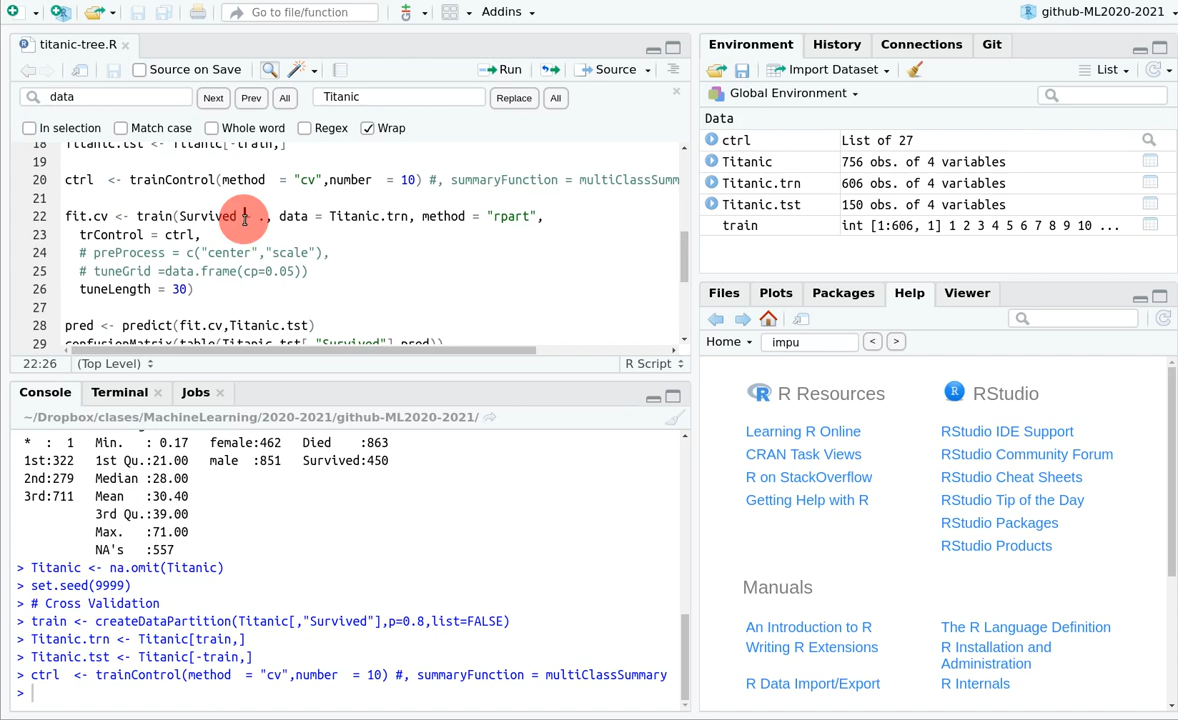 Go to file/function
Addins
github-ML2020-2021
titanic-tree.R
Source on Save
Run
Source
data
Next
Prev
All
Titanic
Replace
All
In selection
Match case
Whole word
Regex
Wrap
18 Titanic.tst <- Titanic[-train,]
19
20 ctrl  <- trainControl(method  = "cv",number  = 10) #, summaryFunction = multiClassSumm
21
22 fit.cv <- train(Survived ~ ., data = Titanic.trn, method = "rpart",
23   trControl = ctrl,
24   # preProcess = c("center","scale"),
25   # tuneGrid =data.frame(cp=0.05))
26   tuneLength = 30)
27
28 pred <- predict(fit.cv,Titanic.tst)
29 confusionMatrix(table(Titanic.tst[,"Survived"],pred))
22:26
(Top Level)
R Script
Console
Terminal
Jobs
~/Dropbox/clases/MachineLearning/2020-2021/github-ML2020-2021/
*  :  1   Min.   : 0.17   female:462   Died    :863
1st:322   1st Qu.:21.00   male  :851   Survived:450
2nd:279   Median :28.00
3rd:711   Mean   :30.40
3rd Qu.:39.00
Max.   :71.00
NA's   :557
> Titanic <- na.omit(Titanic)
> set.seed(9999)
> # Cross Validation
> train <- createDataPartition(Titanic[,"Survived"],p=0.8,list=FALSE)
> Titanic.trn <- Titanic[train,]
> Titanic.tst <- Titanic[-train,]
> ctrl  <- trainControl(method  = "cv",number  = 10) #, summaryFunction = multiClassSummary
>
Environment
History
Connections
Git
Import Dataset
List
Global Environment
Data
ctrl List of 27
Titanic 756 obs. of 4 variables
Titanic.trn 606 obs. of 4 variables
Titanic.tst 150 obs. of 4 variables
train int [1:606, 1] 1 2 3 4 5 6 7 8 9 10 ...
Files
Plots
Packages
Help
Viewer
Home
impu
<
>
R Resources
Learning R Online
CRAN Task Views
R on StackOverflow
Getting Help with R
RStudio
RStudio IDE Support
RStudio Community Forum
RStudio Cheat Sheets
RStudio Tip of the Day
RStudio Packages
RStudio Products
Manuals
An Introduction to R
Writing R Extensions
R Data Import/Export
The R Language Definition
R Installation and
Administration
R Internals